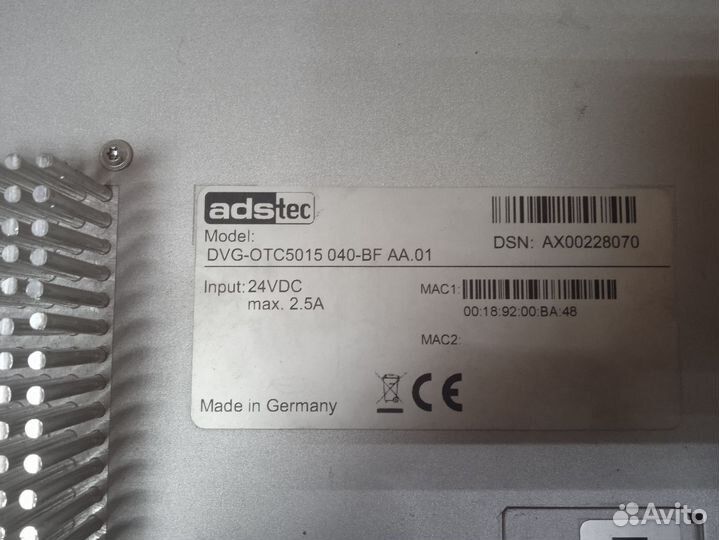 adstec
Model:
DVG-OTC5015 040-BF AA.01
DSN: AX00228070
Input: 24VDC
max. 2.5A
MAC1:
00:18:92:00:BA:48
MAC2:
Made in Germany
CE
Avito